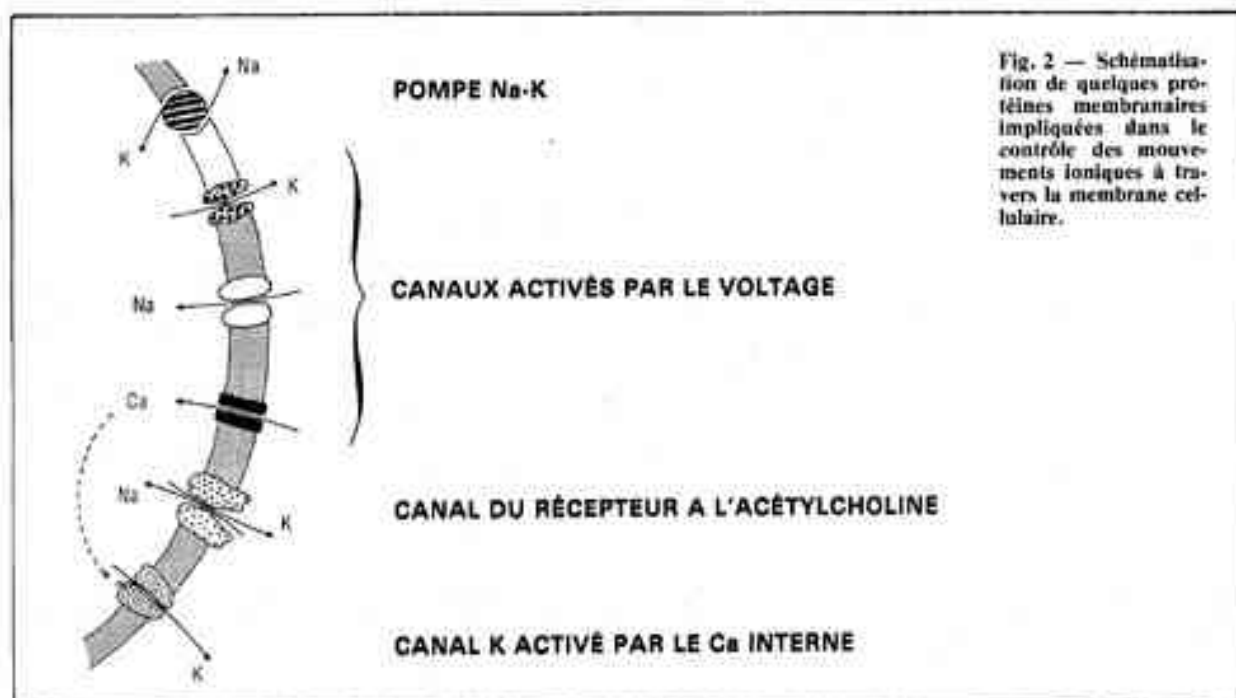 Na
POMPE Na-K
K
K
Na
CANAUX ACTIVÉS PAR LE VOLTAGE
Ca
Na
K
CANAL DU RÉCEPTEUR A L'ACÉTYLCHOLINE
K
CANAL K ACTIVÉ PAR LE Ca INTERNE
Fig. 2 — Schématisa-
tion de quelques pro-
téines membranaires
impliquées dans le
contrôle des mouve-
ments ioniques à tra-
vers la membrane cel-
lulaire.